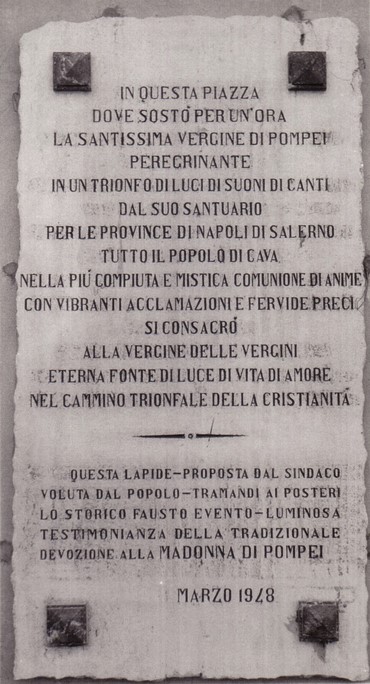 IN QUESTA PIAZZA
DOVE SOSTÒ PER UN'ORA
LA SANTISSIMA VERGINE DI POMPEI
PEREGRINANTE
IN UN TRIONFO DI LUCI DI SUONI DI CANTI
DAL SUO SANTUARIO
PER LE PROVINCE DI NAPOLI DI SALERNO
TUTTO IL POPOLO DI CAVA
NELLA PIÚ COMPIUTA E MISTICA COMUNIONE DI ANIME
CON VIBRANTI ACCLAMAZIONI E FERVIDE PRECI
SI CONSACRÒ
ALLA VERGINE DELLE VERGINI
ETERNA FONTE DI LUCE DI VITA DI AMORE
NEL CAMMINO TRIONFALE DELLA CRISTIANITÀ
QUESTA LAPIDE-PROPOSTA DAL SINDACO
VOLUTA DAL POPOLO-TRAMANDI AI POSTERI
LO STORICO FAUSTO EVENTO-LUMINOSA
TESTIMONIANZA DELLA TRADIZIONALE
DEVOZIONE ALLA MADONNA DI POMPEI
MARZO 1948